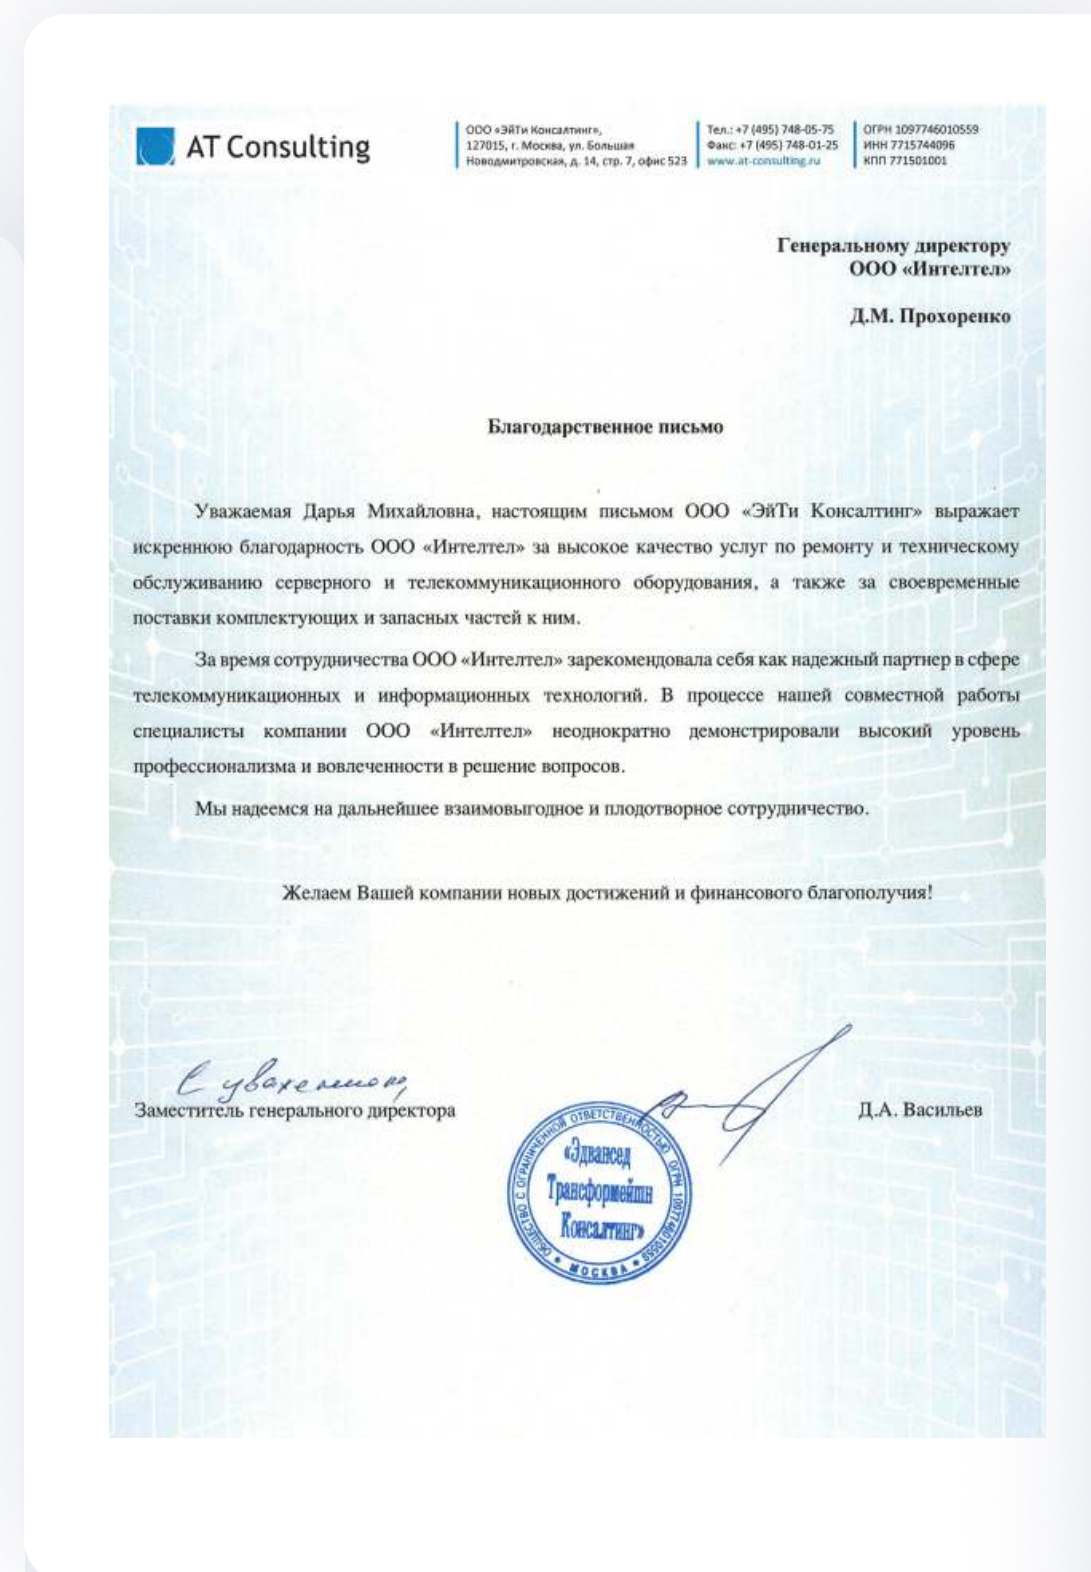 AT Consulting
ООО «ЭйТи Консалтинг»,
127015, г. Москва, ул. Большая
Новодмитровская, д. 14, стр. 7, офис 523
Тел.: +7 (495) 748-05-75
Факс: +7 (495) 748-01-25
www.at-consulting.ru
ОГРН 1097746010559
ИНН 7715744096
КПП 771501001
Генеральному директору
ООО «Интелтел»
Д.М. Прохоренко
Благодарственное письмо
Уважаемая Дарья Михайловна, настоящим письмом ООО «ЭйТи Консалтинг» выражает
искреннюю благодарность ООО «Интелтел» за высокое качество услуг по ремонту и техническому
обслуживанию серверного и телекоммуникационного оборудования, а также за своевременные
поставки комплектующих и запасных частей к ним.
За время сотрудничества ООО «Интелтел» зарекомендовала себя как надежный партнер в сфере
телекоммуникационных и информационных технологий. В процессе нашей совместной работы
специалисты компании ООО «Интелтел» неоднократно демонстрировали высокий уровень
профессионализма и вовлеченности в решение вопросов.
Мы надеемся на дальнейшее взаимовыгодное и плодотворное сотрудничество.
Желаем Вашей компании новых достижений и финансового благополучия!
С уважением,
Заместитель генерального директора
Д.А. Васильев
ОБЩЕСТВО С ОГРАНИЧЕННОЙ ОТВЕТСТВЕННОСТЬЮ ОГРН 1097746010559
«Эдвансед
Трансформейшн
Консалтинг»
* МОСКВА *